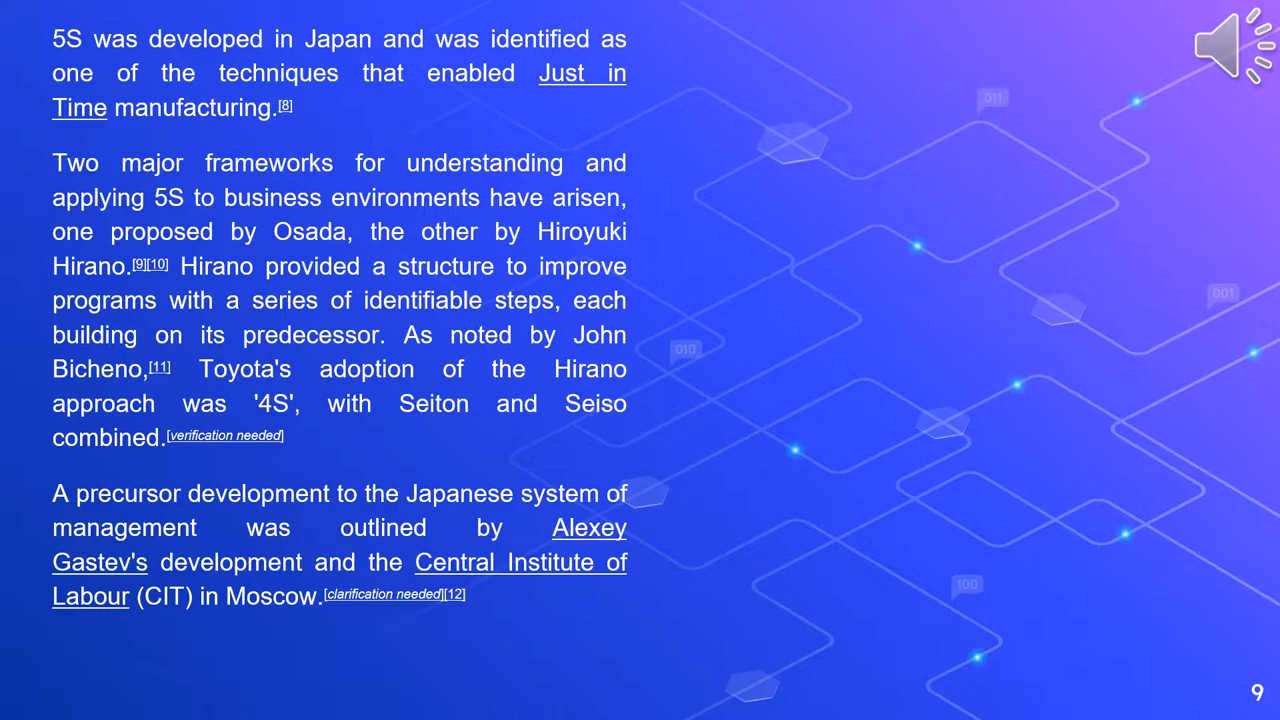 5S was developed in Japan and was identified as
one of the techniques that enabled Just in
Time manufacturing.[8]
Two major frameworks for understanding and
applying 5S to business environments have arisen,
one proposed by Osada, the other by Hiroyuki
Hirano.[9][10] Hirano provided a structure to improve
programs with a series of identifiable steps, each
building on its predecessor. As noted by John
Bicheno,[11] Toyota's adoption of the Hirano
approach was '4S', with Seiton and Seiso
combined.[verification needed]
A precursor development to the Japanese system of
management was outlined by Alexey
Gastev's development and the Central Institute of
Labour (CIT) in Moscow.[clarification needed][12]
011
001
010
100
9